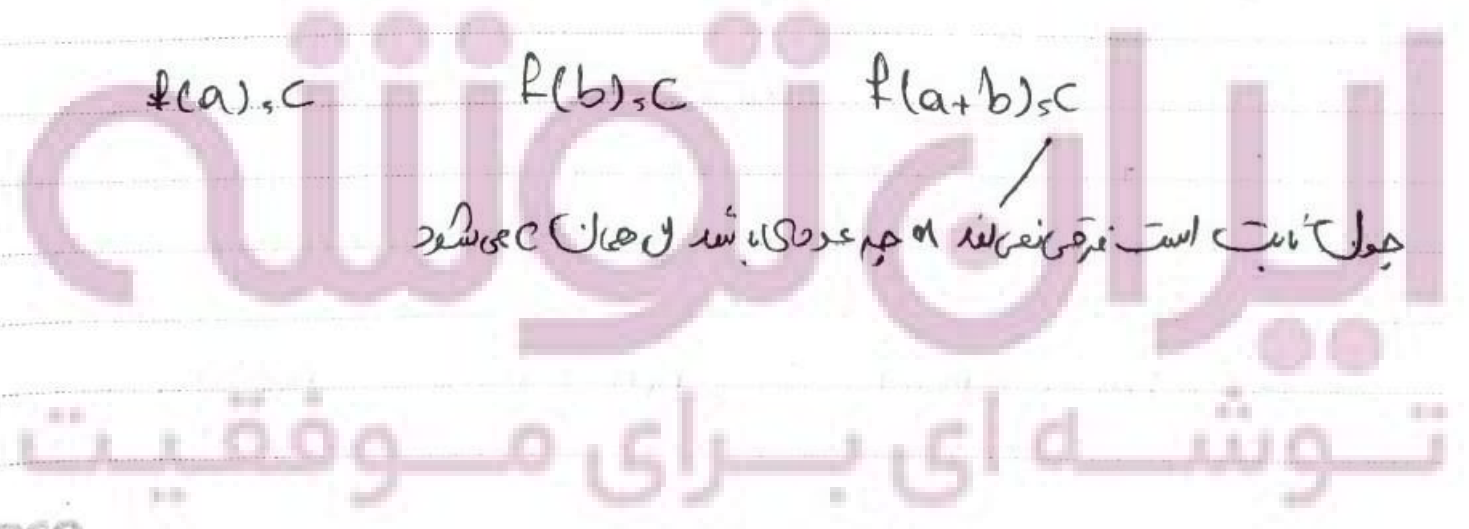 f(a) = C f(b) = C f(a+b) = C
چون ثابت است فرقی نمی‌کند x چه عددی باشد y همان C می‌شود
ایران توشه
توشه ای برای موفقیت